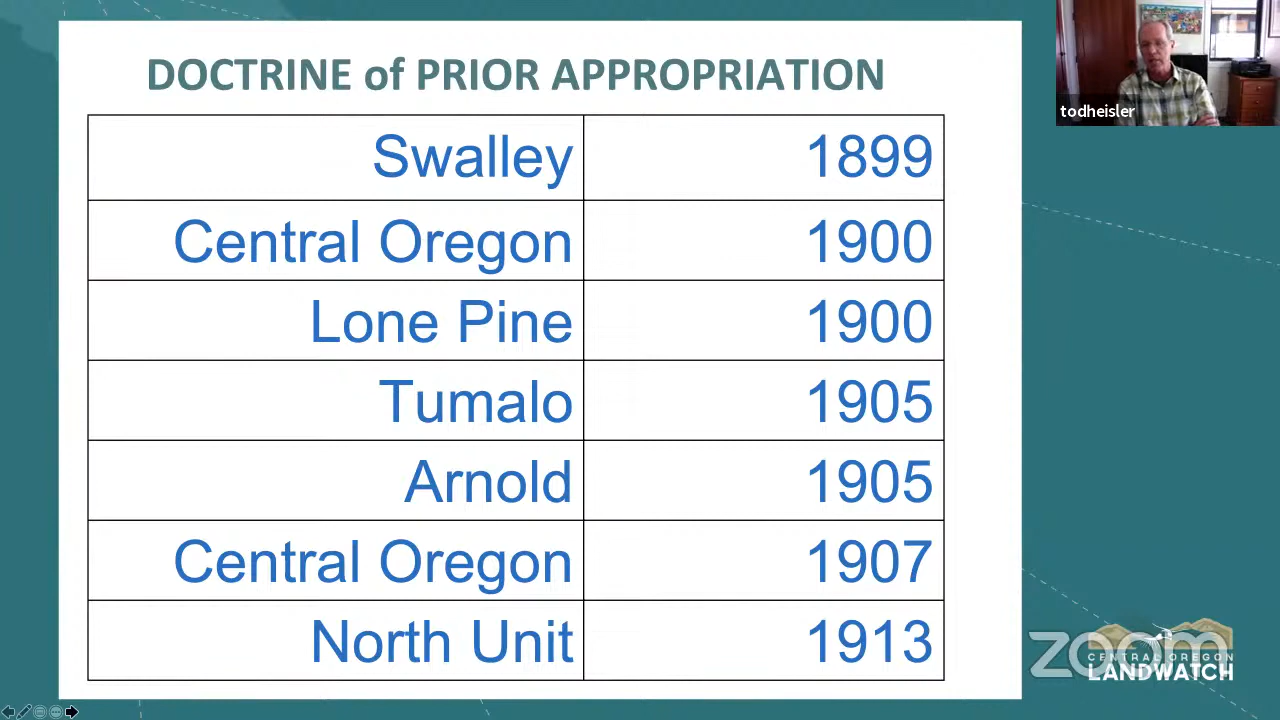 DOCTRINE of PRIOR APPROPRIATION
Swalley 1899
Central Oregon 1900
Lone Pine 1900
Tumalo 1905
Arnold 1905
Central Oregon 1907
North Unit 1913
todheisler
zoom
CENTRAL OREGON
LANDWATCH